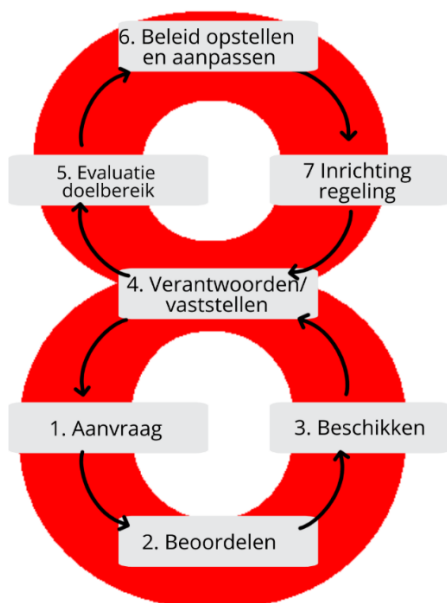 6. Beleid opstellen
en aanpassen
5. Evaluatie
doelbereik
7 Inrichting
regeling
4. Verantwoorden/
vaststellen
1. Aanvraag
3. Beschikken
2. Beoordelen